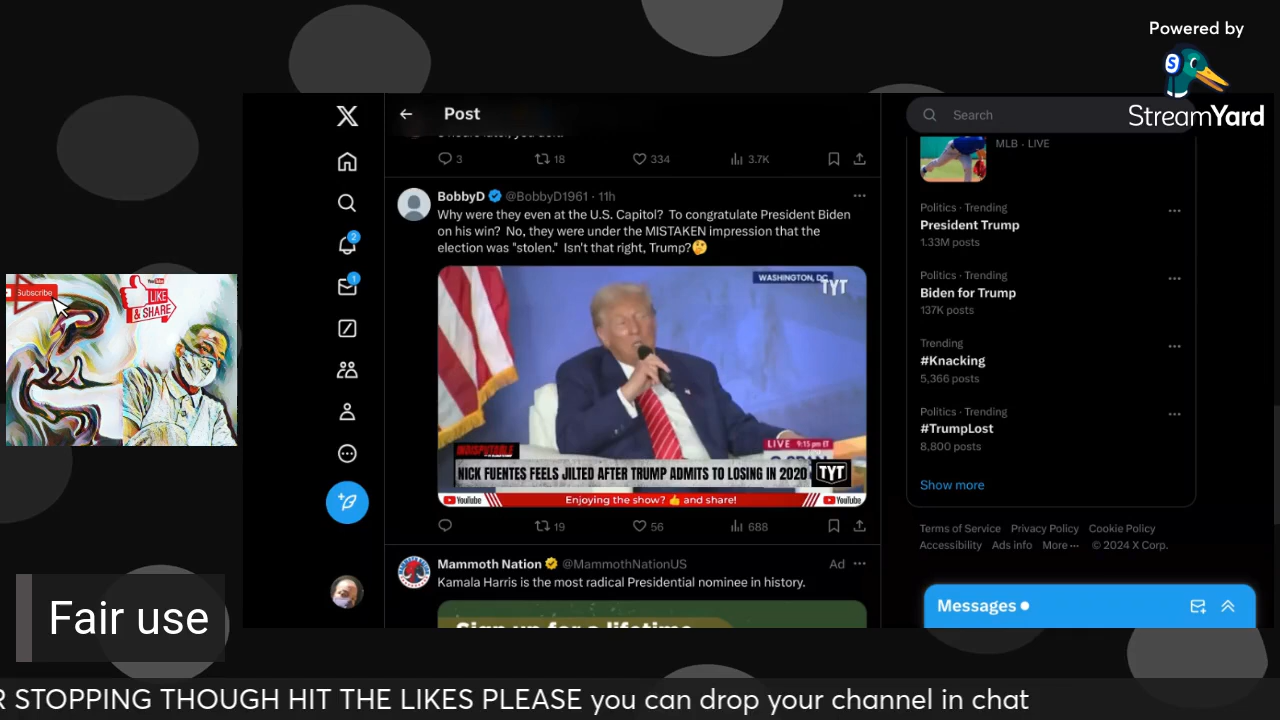 Powered by
StreamYard
Post
Search
3
18
334
3.7K
MLB · LIVE
BobbyD @BobbyD1961 · 11h
Why were they even at the U.S. Capitol? To congratulate President Biden
on his win? No, they were under the MISTAKEN impression that the
election was "stolen." Isn't that right, Trump?🤔
WASHINGTON, DC
TYT
LIVE 9:15 pm ET
INDISPUTABLE
NICK FUENTES FEELS JILTED AFTER TRUMP ADMITS TO LOSING IN 2020
TYT
YouTube
Enjoying the show? 👍 and share!
YouTube
19
56
688
Mammoth Nation @MammothNationUS
Ad
Kamala Harris is the most radical Presidential nominee in history.
Politics · Trending
President Trump
1.33M posts
Politics · Trending
Biden for Trump
137K posts
Trending
#Knacking
5,366 posts
Politics · Trending
#TrumpLost
8,800 posts
Show more
Terms of Service Privacy Policy Cookie Policy
Accessibility Ads info More ··· © 2024 X Corp.
Messages
2
1
Subscribe
YouTube
LIKE
& SHARE
Fair use
R STOPPING THOUGH HIT THE LIKES PLEASE you can drop your channel in chat